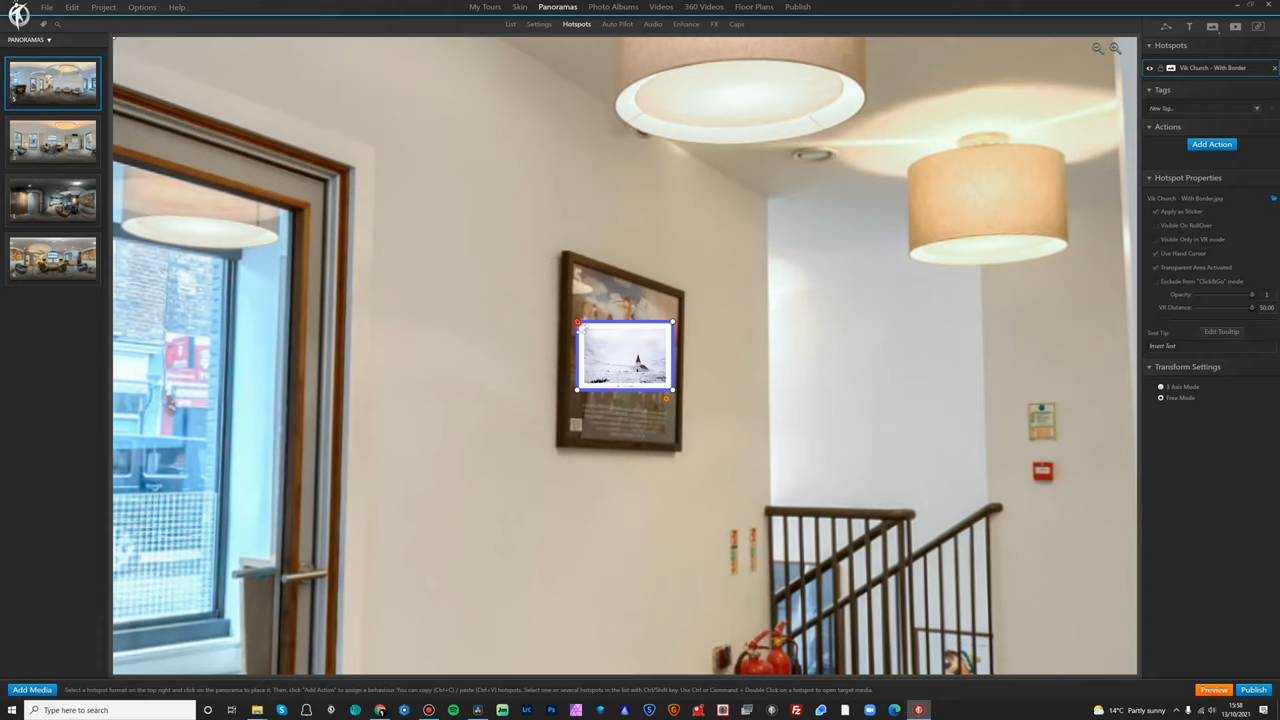 File Edit Project Options Help
My Tours Skin Panoramas Photo Albums Videos 360 Videos Floor Plans Publish
List Settings Hotspots Auto Pilot Audio Enhance FX Caps
PANORAMAS
Hotspots
Vik Church - With Border
Tags
New Tag...
Actions
Add Action
Hotspot Properties
Vik Church - With Border.jpg
Apply as Sticker
Visible On RollOver
Visible Only in VR mode
Use Hand Cursor
Transparent Area Activated
Exclude from "Click&Go" mode
Opacity: 1
VR Distance: 50.00
Tool Tip: Edit Tooltip
Insert Text
Transform Settings
3 Axis Mode
Free Mode
Add Media
Select a hotspot format on the top right and click on the panorama to place it. Then, click "Add Action" to assign a behaviour. You can copy (Ctrl+C) / paste (Ctrl+V) hotspots. Select one or several hotspots in the list with Ctrl/Shift key. Use Ctrl or Command + Double Click on a hotspot to open target media.
Preview Publish
Type here to search
14°C Partly sunny
15:58
13/10/2021